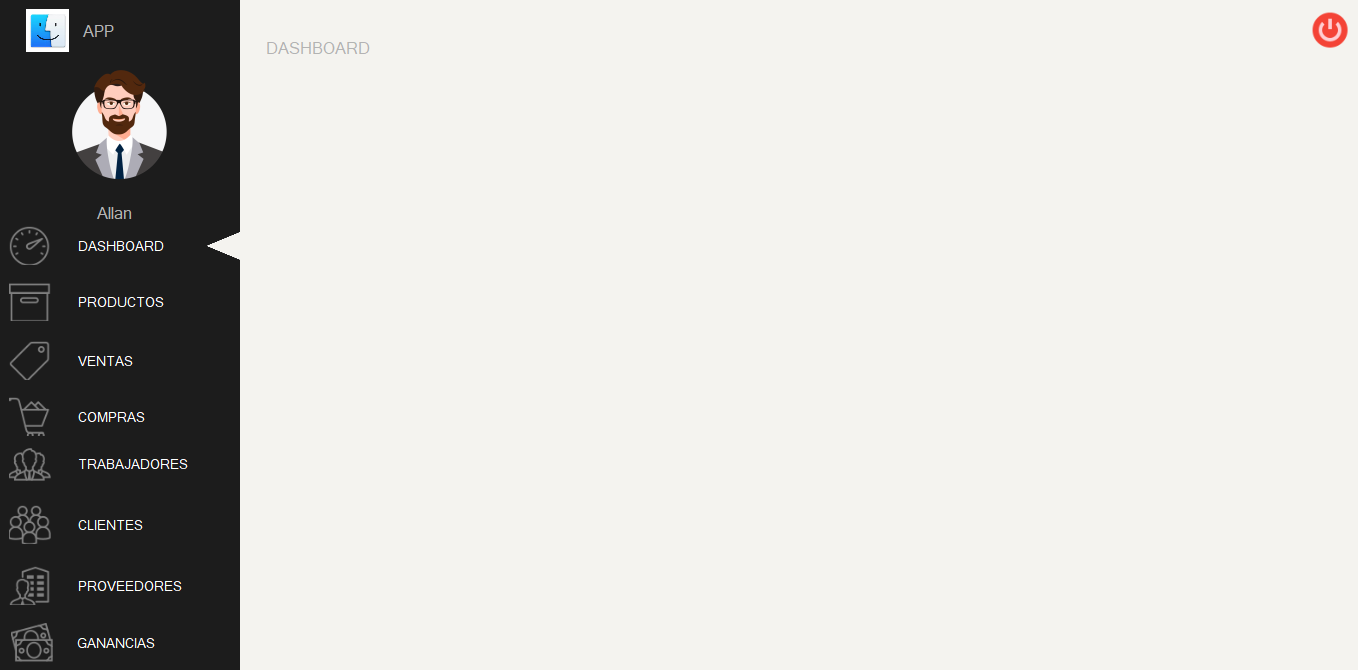 APP
Allan
DASHBOARD
PRODUCTOS
VENTAS
COMPRAS
TRABAJADORES
CLIENTES
PROVEEDORES
GANANCIAS
DASHBOARD